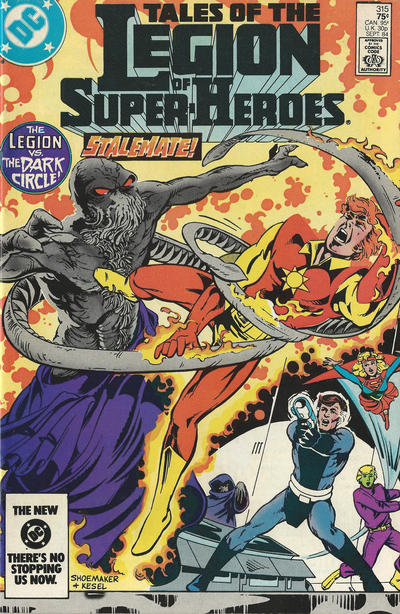 DC
TALES OF THE
LEGION
OF
SUPER-HEROES
315
75¢
CAN. 95¢
U.K. 30p
SEPT. 84
APPROVED
BY THE
COMICS
CODE
AUTHORITY
THE
LEGION
VS.
THE DARK
CIRCLE!
STALEMATE!
THE NEW
DC
THERE'S NO
STOPPING
US NOW.
SHOEMAKER
+ KESEL